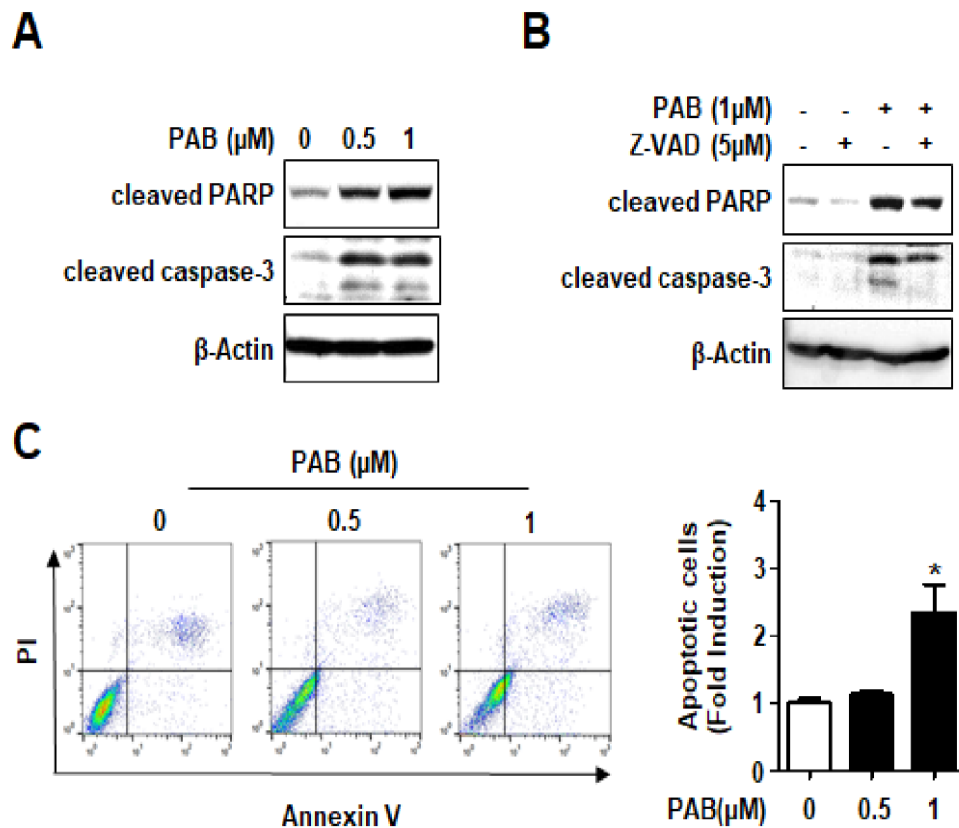 A
PAB (µM) 0 0.5 1
cleaved PARP
cleaved caspase-3
β-Actin
B
PAB (1µM) - - + +
Z-VAD (5µM) - + - +
cleaved PARP
cleaved caspase-3
β-Actin
C
PAB (µM)
0 0.5 1
PI
Annexin V
4
3
2
1
0
Apoptotic cells
(Fold Induction)
*
PAB(µM) 0 0.5 1